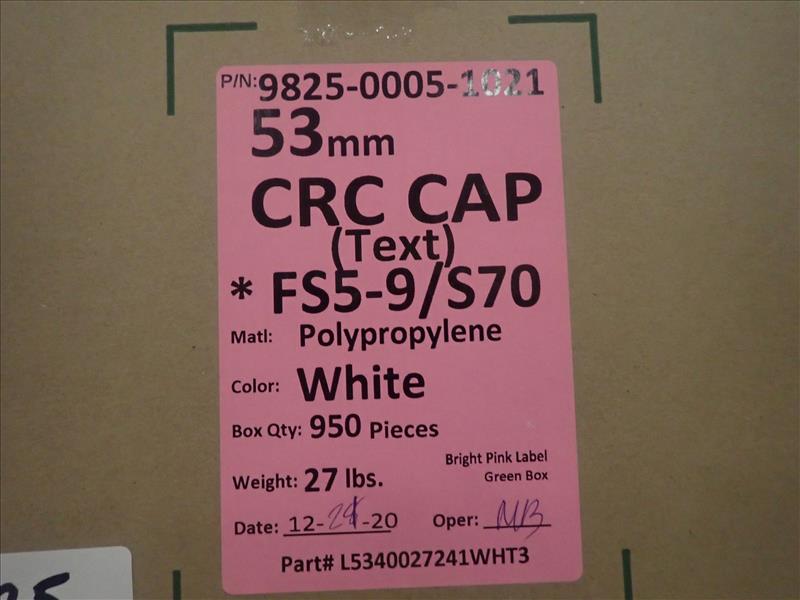 P/N: 9825-0005-1021
53mm
CRC CAP
(Text)
* FS5-9/S70
Matl: Polypropylene
Color: White
Box Qty: 950 Pieces
Bright Pink Label
Green Box
Weight: 27 lbs.
Date: 12- -20 Oper: MB
Part# L5340027241WHT3